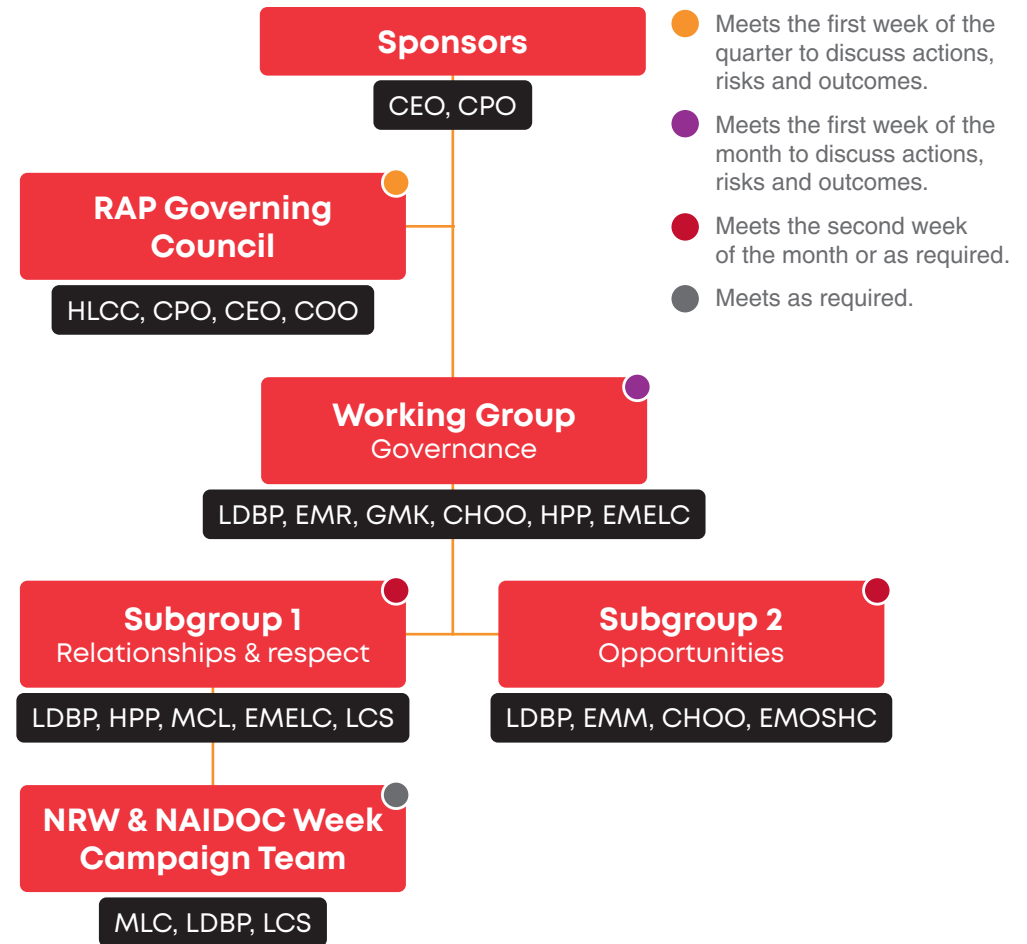 Sponsors
CEO, CPO
RAP Governing
Council
HLCC, CPO, CEO, COO
Working Group
Governance
LDBP, EMR, GMK, CHOO, HPP, EMELC
Subgroup 1
Relationships & respect
LDBP, HPP, MCL, EMELC, LCS
Subgroup 2
Opportunities
LDBP, EMM, CHOO, EMOSHC
NRW & NAIDOC Week
Campaign Team
MLC, LDBP, LCS
Meets the first week of the
quarter to discuss actions,
risks and outcomes.
Meets the first week of the
month to discuss actions,
risks and outcomes.
Meets the second week
of the month or as required.
Meets as required.